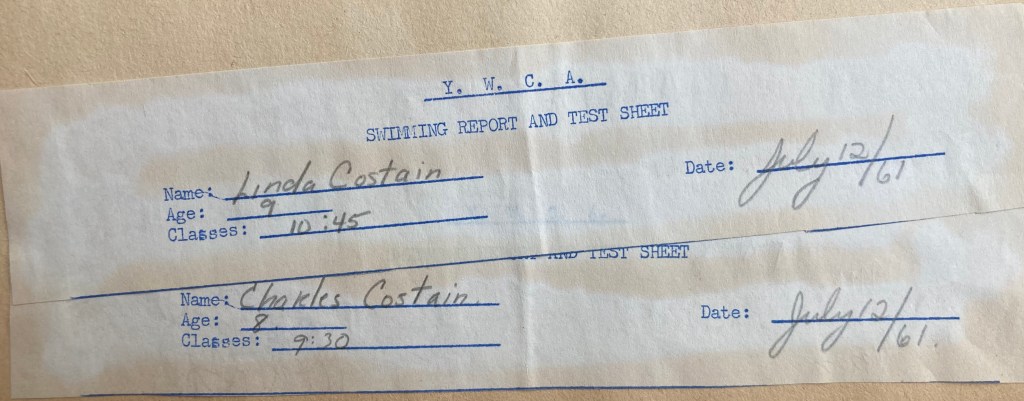 Y. W. C. A.
SWIMMING REPORT AND TEST SHEET
Name: Linda Costain
Date: July 12/61
Age: 9
Classes: 10:45
AND TEST SHEET
Name: Charles Costain
Date: July 12/61.
Age: 8
Classes: 9:30